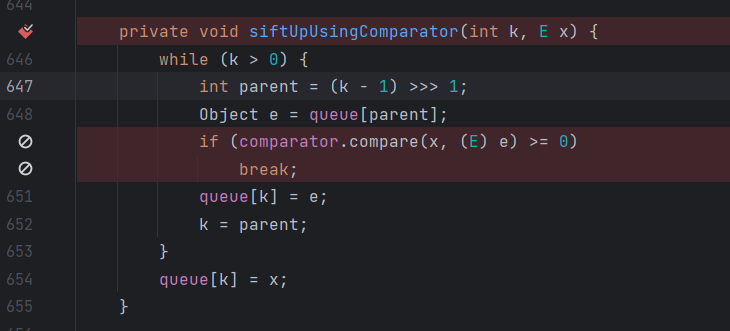 644
private void siftUpUsingComparator(int k, E x) {
646 while (k > 0) {
647 int parent = (k - 1) >>> 1;
648 Object e = queue[parent];
if (comparator.compare(x, (E) e) >= 0)
break;
651 queue[k] = e;
652 k = parent;
653 }
654 queue[k] = x;
655 }